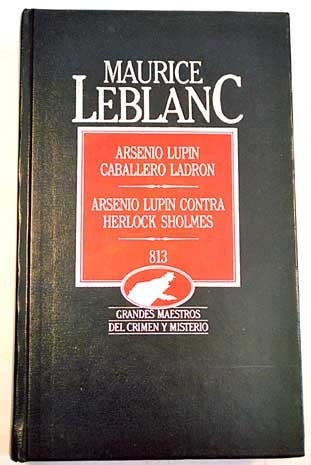 MAURICE
LEBLANC
ARSENIO LUPIN
CABALLERO LADRON
ARSENIO LUPIN CONTRA
HERLOCK SHOLMES
813
GRANDES MAESTROS
DEL CRIMEN Y MISTERIO